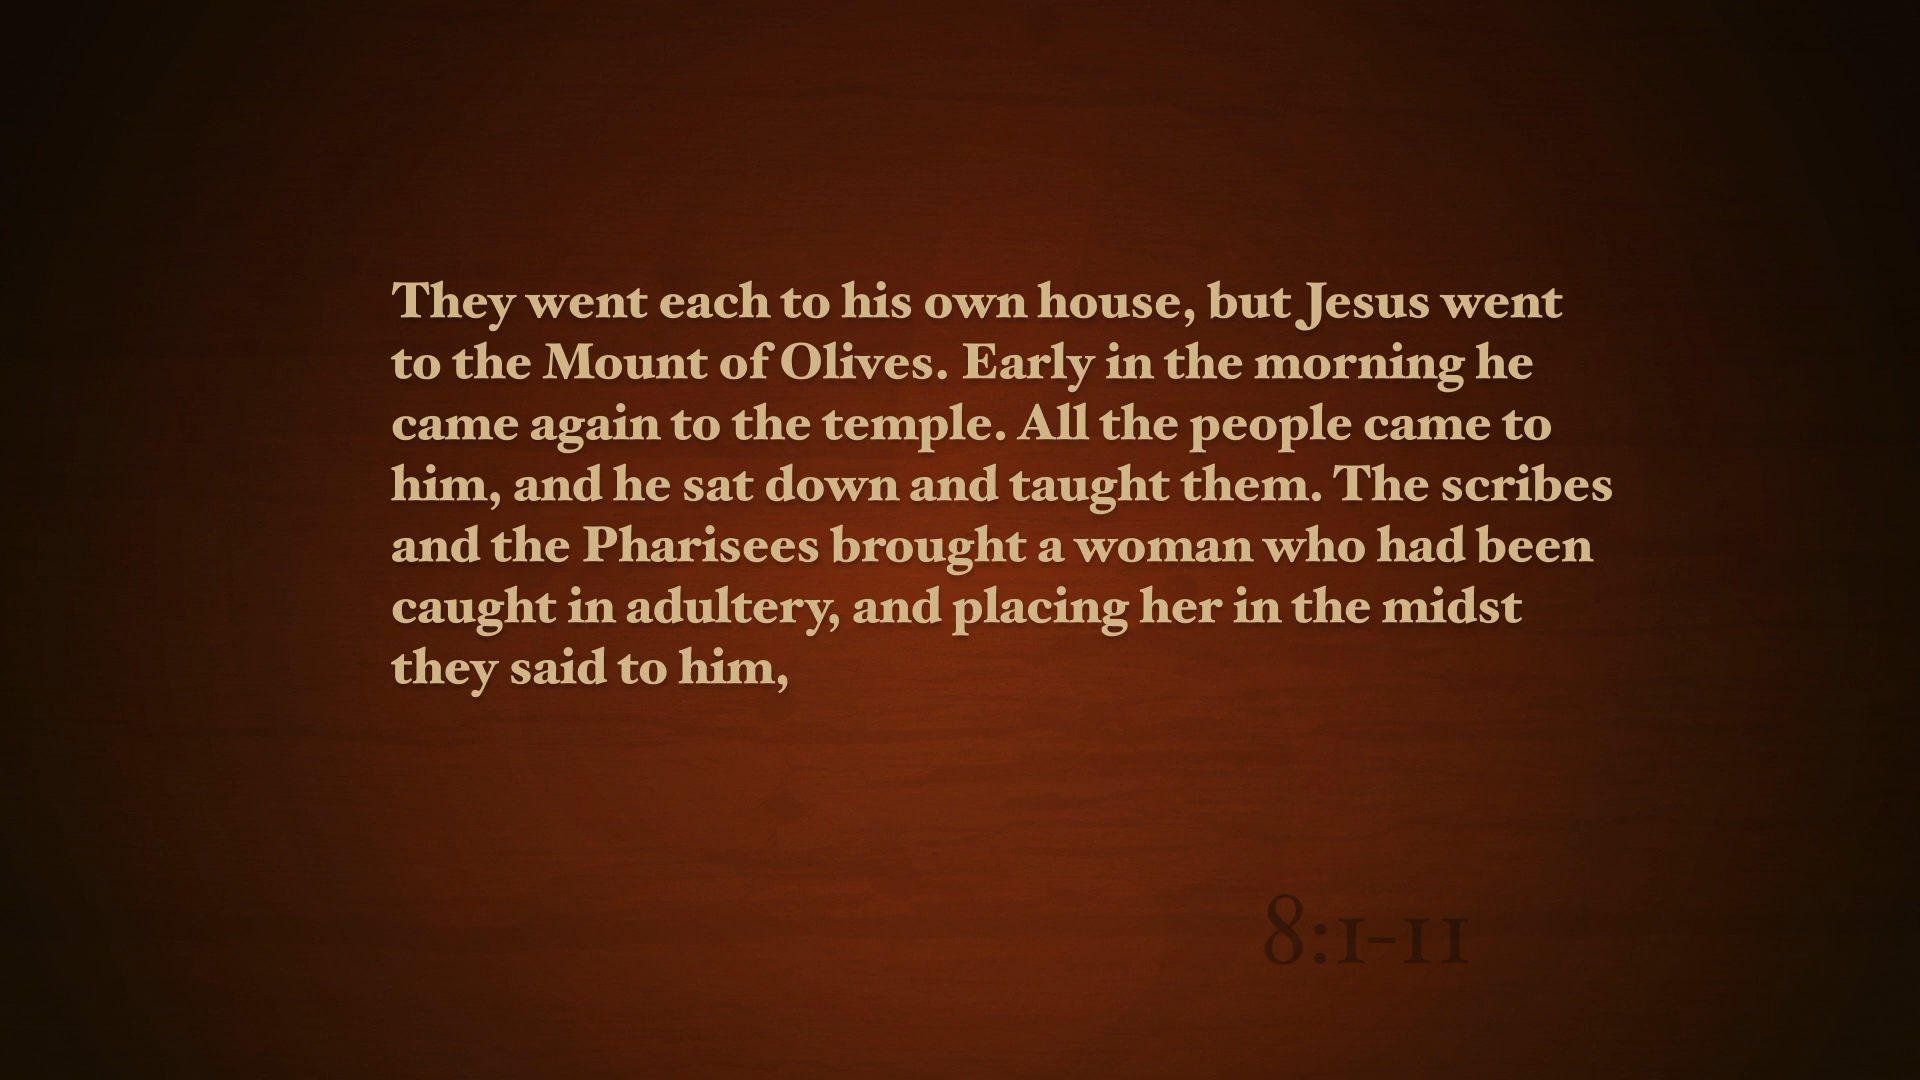 They went each to his own house, but Jesus went
to the Mount of Olives. Early in the morning he
came again to the temple. All the people came to
him, and he sat down and taught them. The scribes
and the Pharisees brought a woman who had been
caught in adultery, and placing her in the midst
they said to him,
8:1-11